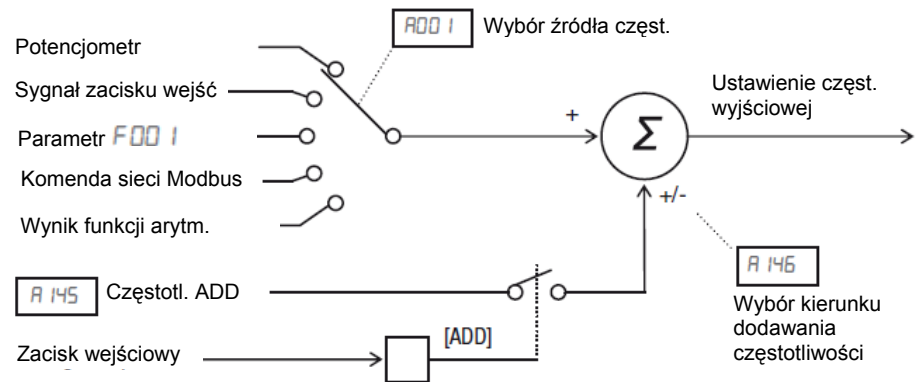 A001 Wybór źródła częst.
Potencjometr
Sygnał zacisku wejść
Parametr F001
Komenda sieci Modbus
Wynik funkcji arytm.
+
Σ
Ustawienie częst.
wyjściowej
+/-
A145 Częstotl. ADD
A146
Wybór kierunku
dodawania
częstotliwości
[ADD]
Zacisk wejściowy